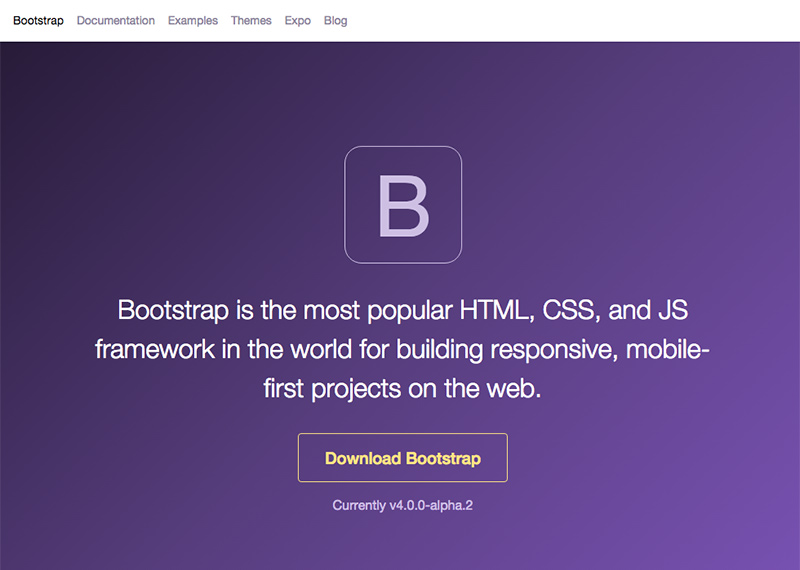 Bootstrap Documentation Examples Themes Expo Blog
B
Bootstrap is the most popular HTML, CSS, and JS
framework in the world for building responsive, mobile-
first projects on the web.
Download Bootstrap
Currently v4.0.0-alpha.2